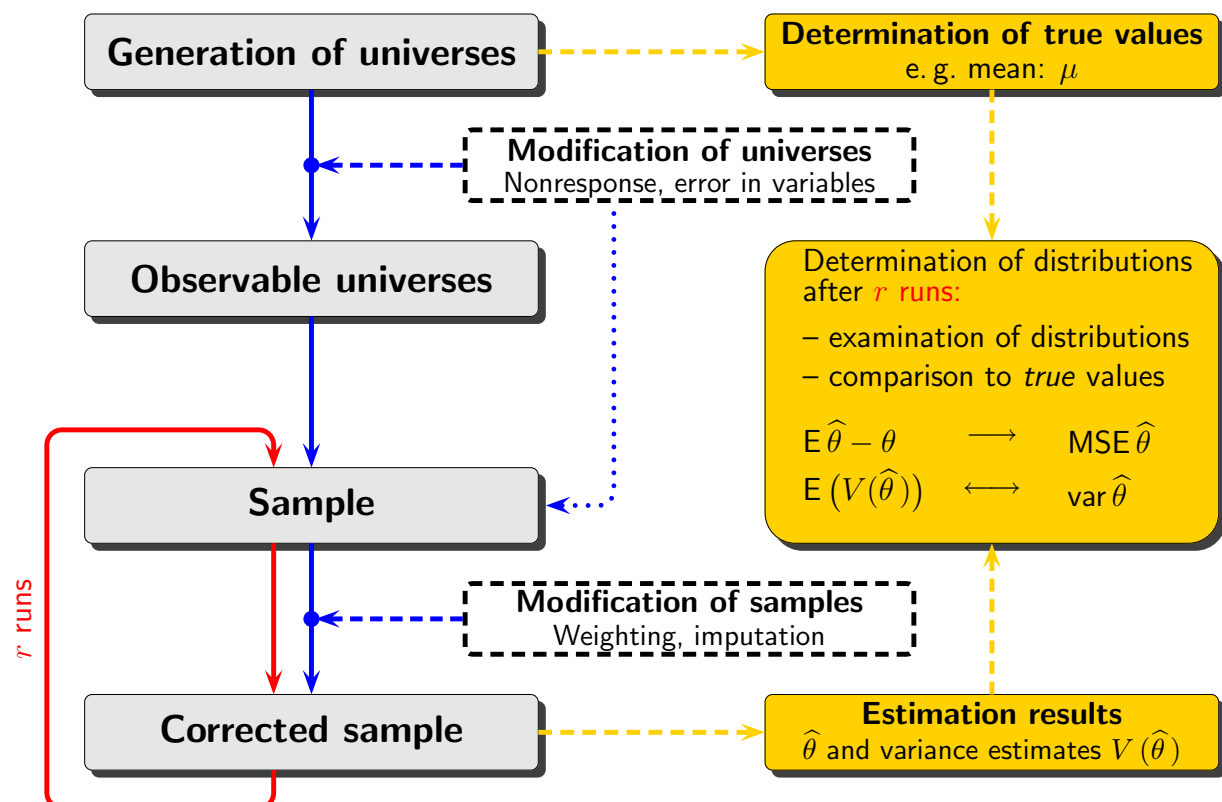 Generation of universes
Determination of true values
e. g. mean: μ
Modification of universes
Nonresponse, error in variables
Observable universes
Determination of distributions
after r runs:
– examination of distributions
– comparison to true values
E θ̂ − θ ⟶ MSE θ̂
E (V(θ̂)) ⟷ var θ̂
Sample
r runs
Modification of samples
Weighting, imputation
Corrected sample
Estimation results
θ̂ and variance estimates V (θ̂)